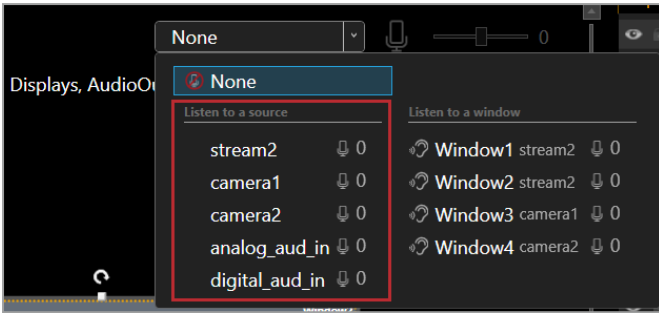 None
0
Displays, AudioOu
None
Listen to a source
stream2 0
camera1 0
camera2 0
analog_aud_in 0
digital_aud_in 0
Listen to a window
Window1 stream2 0
Window2 stream2 0
Window3 camera1 0
Window4 camera2 0